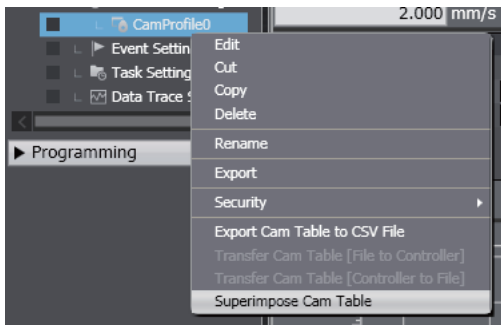 2.000 mm/s
CamProfile0
Event Settin
Task Setting
Data Trace S
Programming
Edit
Cut
Copy
Delete
Rename
Export
Security
Export Cam Table to CSV File
Transfer Cam Table [File to Controller]
Transfer Cam Table [Controller to File]
Superimpose Cam Table